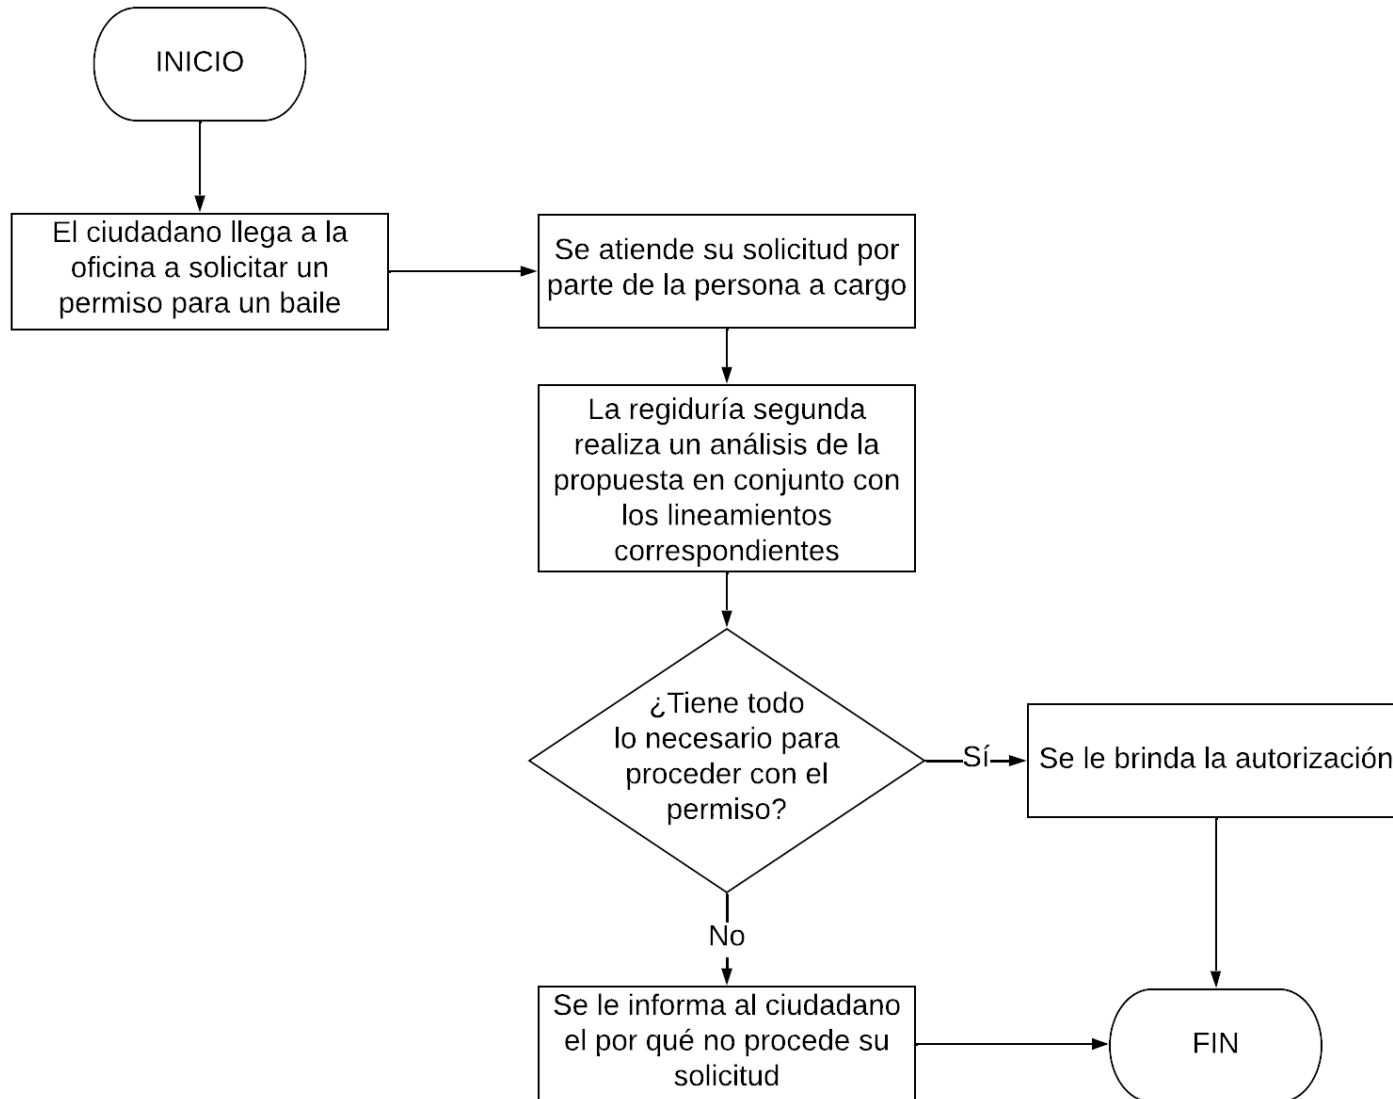 INICIO
El ciudadano llega a la
oficina a solicitar un
permiso para un baile
Se atiende su solicitud por
parte de la persona a cargo
La regiduría segunda
realiza un análisis de la
propuesta en conjunto con
los lineamientos
correspondientes
¿Tiene todo
lo necesario para
proceder con el
permiso?
Sí
Se le brinda la autorización
No
Se le informa al ciudadano
el por qué no procede su
solicitud
FIN